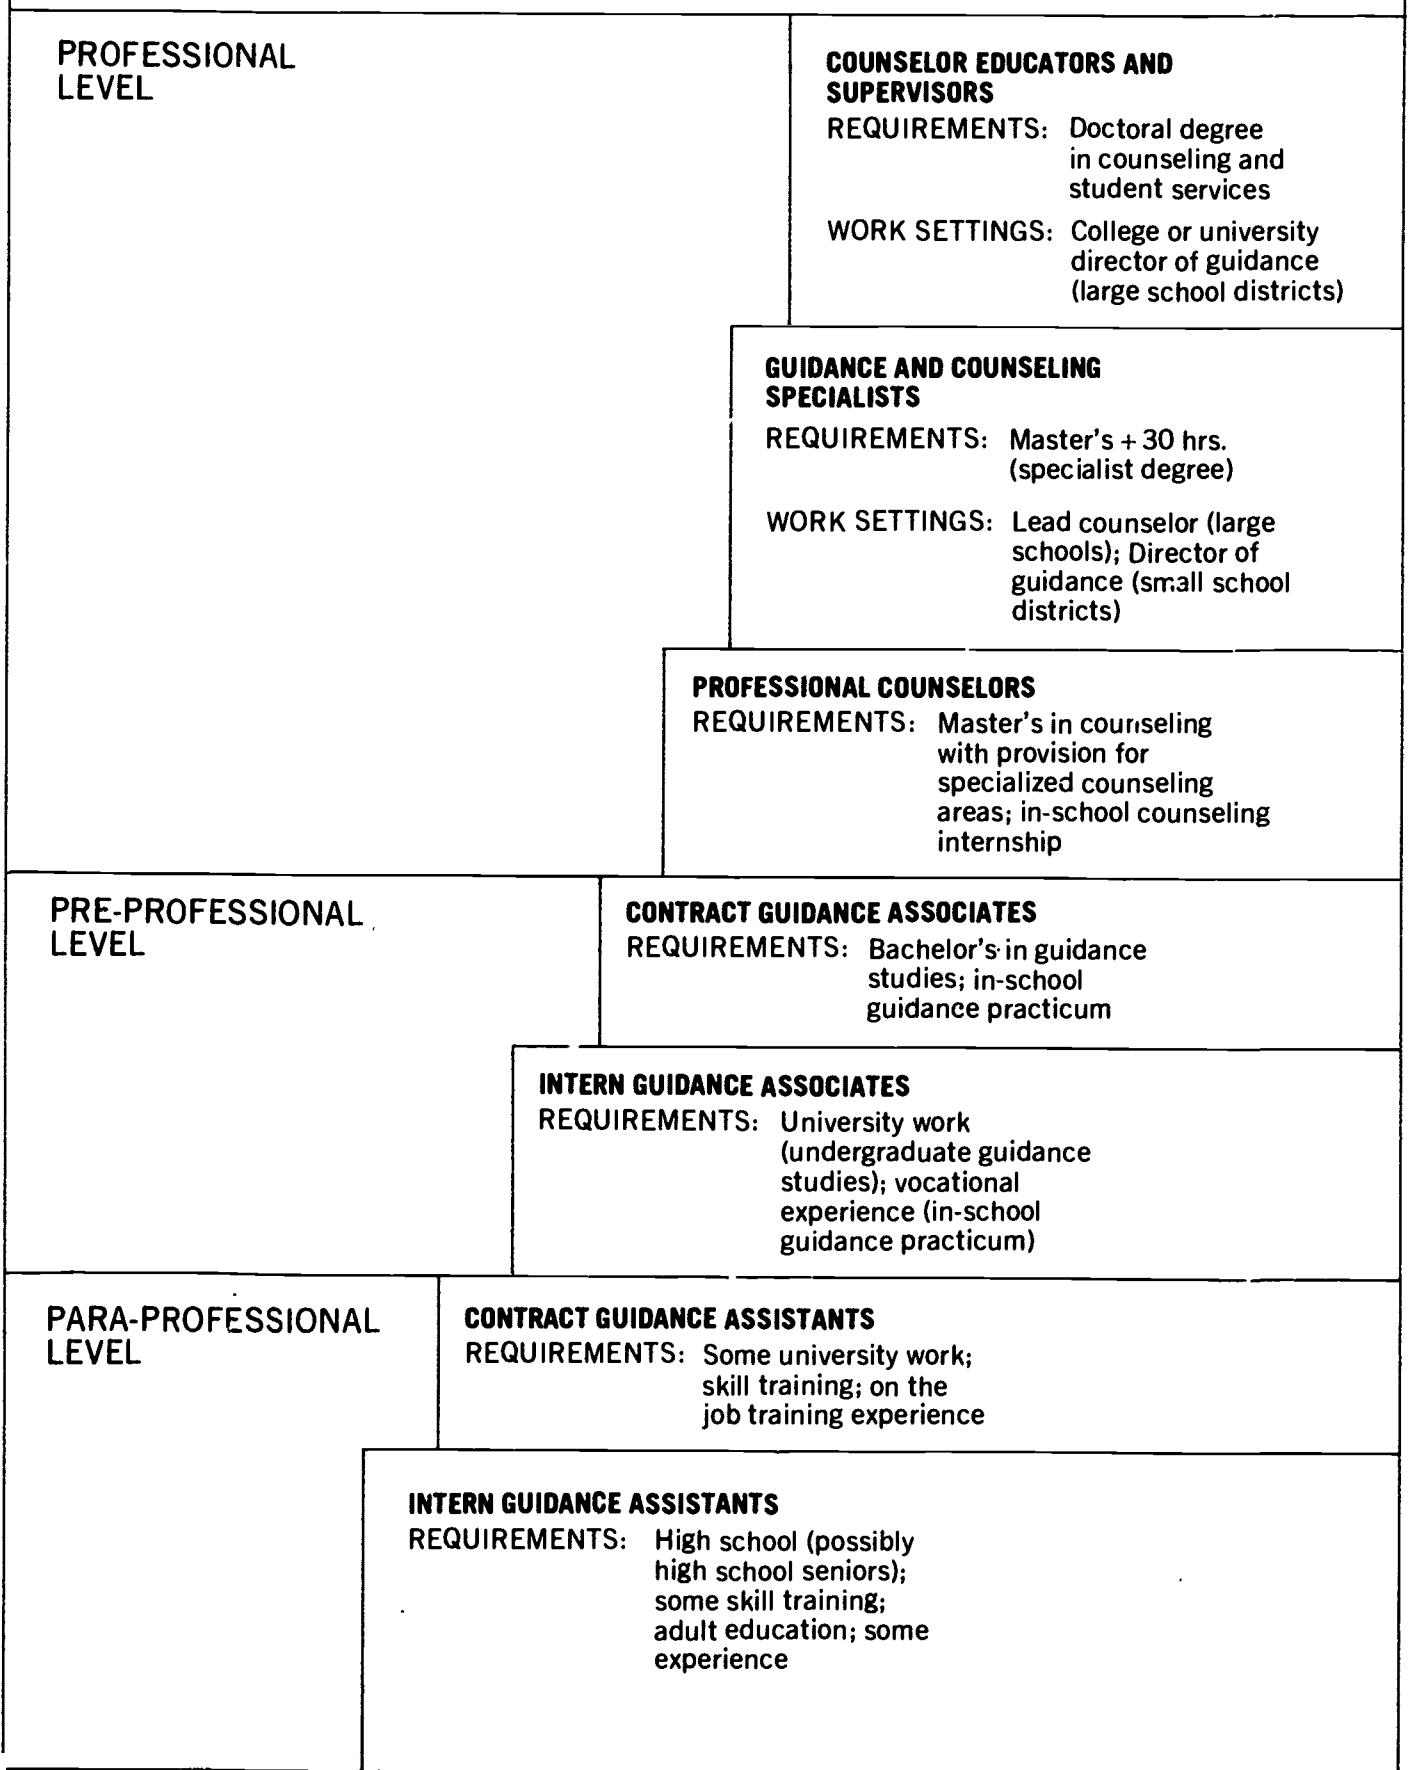 PROFESSIONAL
LEVEL
COUNSELOR EDUCATORS AND
SUPERVISORS
REQUIREMENTS: Doctoral degree
in counseling and
student services
WORK SETTINGS: College or university
director of guidance
(large school districts)
GUIDANCE AND COUNSELING
SPECIALISTS
REQUIREMENTS: Master's + 30 hrs.
(specialist degree)
WORK SETTINGS: Lead counselor (large
schools); Director of
guidance (small school
districts)
PROFESSIONAL COUNSELORS
REQUIREMENTS: Master's in counseling
with provision for
specialized counseling
areas; in-school counseling
internship
PRE-PROFESSIONAL
LEVEL
CONTRACT GUIDANCE ASSOCIATES
REQUIREMENTS: Bachelor's in guidance
studies; in-school
guidance practicum
INTERN GUIDANCE ASSOCIATES
REQUIREMENTS: University work
(undergraduate guidance
studies); vocational
experience (in-school
guidance practicum)
PARA-PROFESSIONAL
LEVEL
CONTRACT GUIDANCE ASSISTANTS
REQUIREMENTS: Some university work;
skill training; on the
job training experience
INTERN GUIDANCE ASSISTANTS
REQUIREMENTS: High school (possibly
high school seniors);
some skill training;
adult education; some
experience